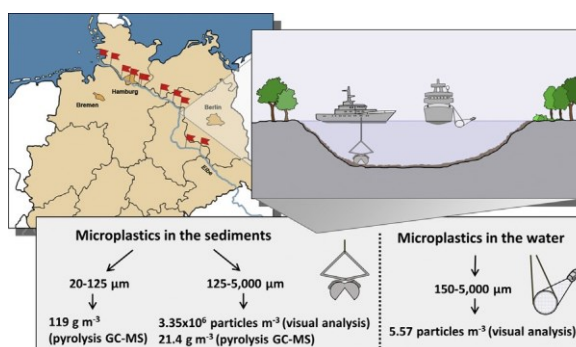 Hamburg
Bremen
Berlin
Elbe
Microplastics in the sediments
20-125 µm
119 g m⁻³
(pyrolysis GC-MS)
125-5,000 µm
3.35x10⁶ particles m⁻³ (visual analysis)
21.4 g m⁻³ (pyrolysis GC-MS)
Microplastics in the water
150-5,000 µm
5.57 particles m⁻³ (visual analysis)